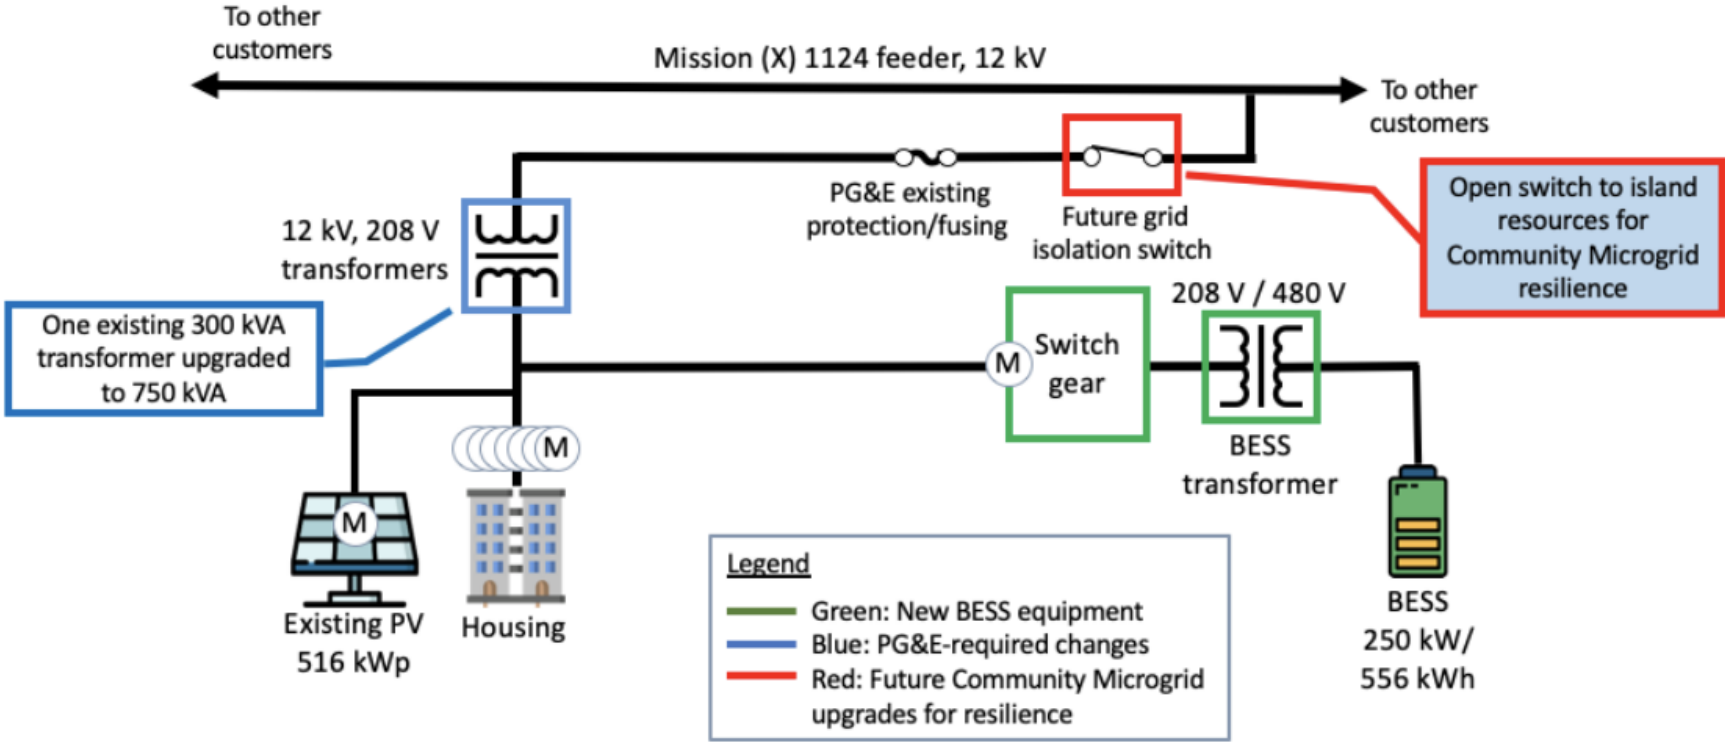 To other
customers
Mission (X) 1124 feeder, 12 kV
To other
customers
PG&E existing
protection/fusing
Future grid
isolation switch
Open switch to island
resources for
Community Microgrid
resilience
12 kV, 208 V
transformers
One existing 300 kVA
transformer upgraded
to 750 kVA
M
Switch
gear
208 V / 480 V
BESS
transformer
M
M
Existing PV
516 kWp
Housing
BESS
250 kW/
556 kWh
Legend
Green: New BESS equipment
Blue: PG&E-required changes
Red: Future Community Microgrid
upgrades for resilience